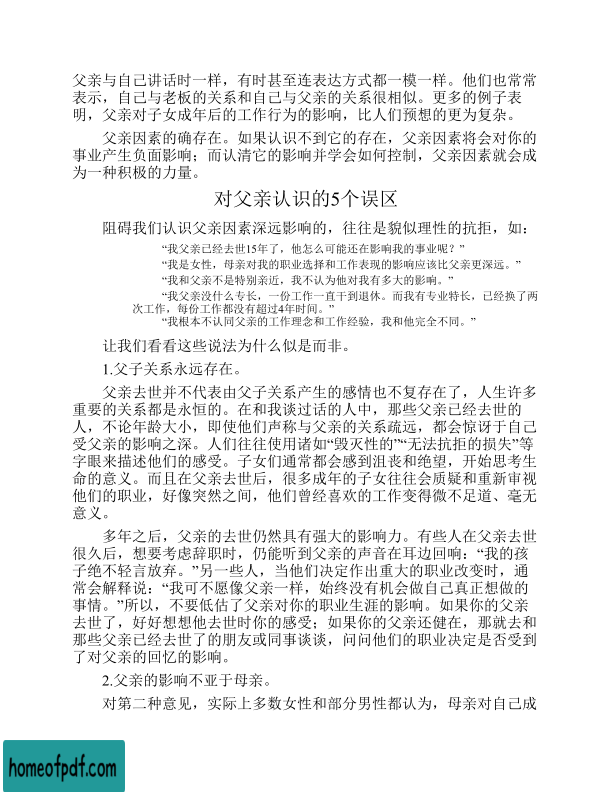 父亲与自己讲话时一样，有时甚至连表达方式都一模一样。他们也常常
表示，自己与老板的关系和自己与父亲的关系很相似。更多的例子表
明，父亲对子女成年后的工作行为的影响，比人们预想的更为复杂。
父亲因素的确存在。如果认识不到它的存在，父亲因素将会对你的
事业产生负面影响；而认清它的影响并学会如何控制，父亲因素就会成
为一种积极的力量。
对父亲认识的5个误区
阻碍我们认识父亲因素深远影响的，往往是貌似理性的抗拒，如：
“我父亲已经去世15年了，他怎么可能还在影响我的事业呢？”
“我是女性，母亲对我的职业选择和工作表现的影响应该比父亲更深远。”
“我和父亲不是特别亲近，我不认为他对我有多大的影响。”
“我父亲没什么专长，一份工作一直干到退休。而我有专业特长，已经换了两
次工作，每份工作都没有超过4年时间。”
“我根本不认同父亲的工作理念和工作经验，我和他完全不同。”
让我们看看这些说法为什么似是而非。
1.父子关系永远存在。
父亲去世并不代表由父子关系产生的感情也不复存在了，人生许多
重要的关系都是永恒的。在和我谈过话的人中，那些父亲已经去世的
人，不论年龄大小，即使他们声称与父亲的关系疏远，都会惊讶于自己
受父亲的影响之深。人们往往使用诸如“毁灭性的”“无法抗拒的损失”等
字眼来描述他们的感受。子女们通常都会感到沮丧和绝望，开始思考生
命的意义。而且在父亲去世后，很多成年的子女往往会质疑和重新审视
他们的职业，好像突然之间，他们曾经喜欢的工作变得微不足道、毫无
意义。
多年之后，父亲的去世仍然具有强大的影响力。有些人在父亲去世
很久后，想要考虑辞职时，仍能听到父亲的声音在耳边回响：“我的孩
子绝不轻言放弃。”另一些人，当他们决定作出重大的职业改变时，通
常会解释说：“我可不愿像父亲一样，始终没有机会做自己真正想做的
事情。”所以，不要低估了父亲对你的职业生涯的影响。如果你的父亲
去世了，好好想想他去世时你的感受；如果你的父亲还健在，那就去和
那些父亲已经去世了的朋友或同事谈谈，问问他们的职业决定是否受到
了对父亲的回忆的影响。
2.父亲的影响不亚于母亲。
对第二种意见，实际上多数女性和部分男性都认为，母亲对自己成
homeofpdf.com